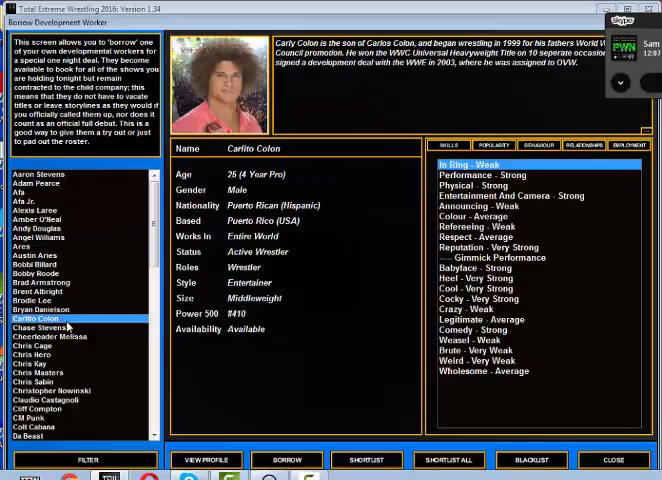 Total Extreme Wrestling 2016: Version 1.34
Borrow Development Worker
This screen allows you to 'borrow' one
of your own developmental workers for
a special one night deal. They become
avaiable to book for all of the shows you
are holding tonight but remain
contracted to the child company; this
means that they do not have to vacate
titles or leave storylines as they would if
you officially called them up, nor does it
count as an official full debut. This is a
good way to give them a try out or just
to pad out the roster.
Carly Colon is the son of Carlos Colon, and began wrestling in 1999 for his fathers World W
Council promotion. He won the WWC Universal Heavyweight Title on 10 seperate occasion
signed a development deal with the WWE in 2003, where he was assigned to OVW.
skype
PWN
Sam
12:07
...
Aaron Stevens
Adam Pearce
Afa
Afa Jr.
Alexis Laree
Amber O'Neal
Andy Douglas
Angel Williams
Ares
Austin Aries
Bobbi Billard
Bobby Roode
Brad Armstrong
Brent Albright
Brodie Lee
Bryan Danielson
Carlito Colon
Chase Stevens
Cheerleader Melissa
Chris Cage
Chris Hero
Chris Kay
Chris Masters
Chris Sabin
Christopher Nowinski
Claudio Castagnoli
Cliff Compton
CM Punk
Colt Cabana
Da Beast
Name Carlito Colon
Age 25 (4 Year Pro)
Gender Male
Nationality Puerto Rican (Hispanic)
Based Puerto Rico (USA)
Works In Entire World
Status Active Wrestler
Roles Wrestler
Style Entertainer
Size Middleweight
Power 500 #410
Availability Available
SKILLS POPULARITY BEHAVIOUR RELATIONSHIPS EMPLOYMENT
In Ring - Weak
Performance - Strong
Physical - Strong
Entertainment And Camera - Strong
Announcing - Weak
Colour - Average
Refereeing - Weak
Respect - Average
Reputation - Very Strong
---- Gimmick Performance
Babyface - Strong
Heel - Very Strong
Cool - Very Strong
Cocky - Very Strong
Crazy - Weak
Legitimate - Average
Comedy - Strong
Weasel - Weak
Brute - Very Weak
Weird - Very Weak
Wholesome - Average
FILTER VIEW PROFILE BORROW SHORTLIST SHORTLIST ALL BLACKLIST CLOSE